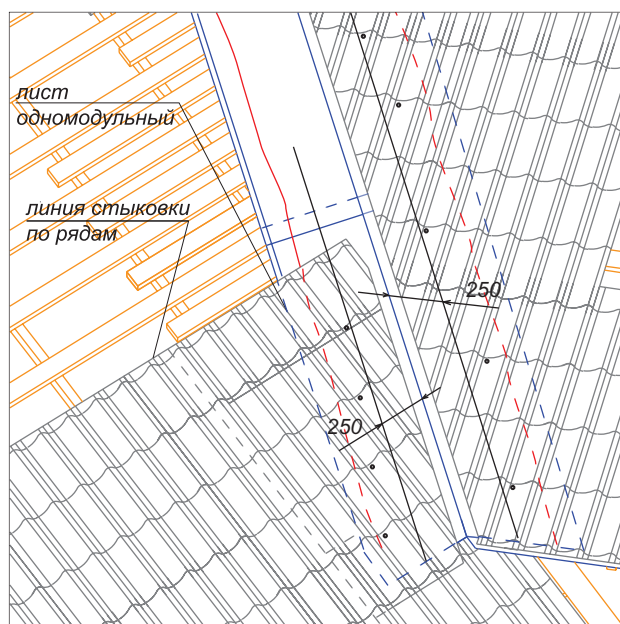 лист
одномодульный
линия стыковки
по рядам
250
250